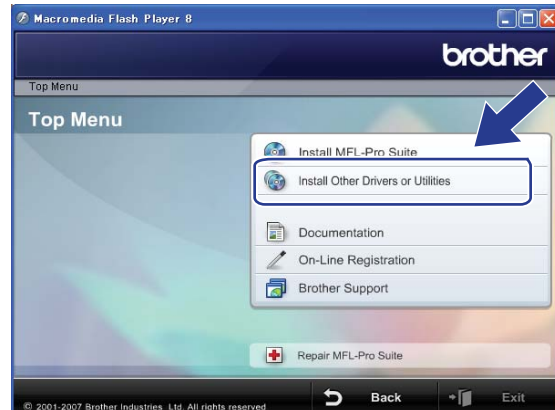 Macromedia Flash Player 8
brother
Top Menu
Top Menu
Install MFL-Pro Suite
Install Other Drivers or Utilities
Documentation
On-Line Registration
Brother Support
Repair MFL-Pro Suite
© 2001-2007 Brother Industries Ltd. All rights reserved
Back
Exit